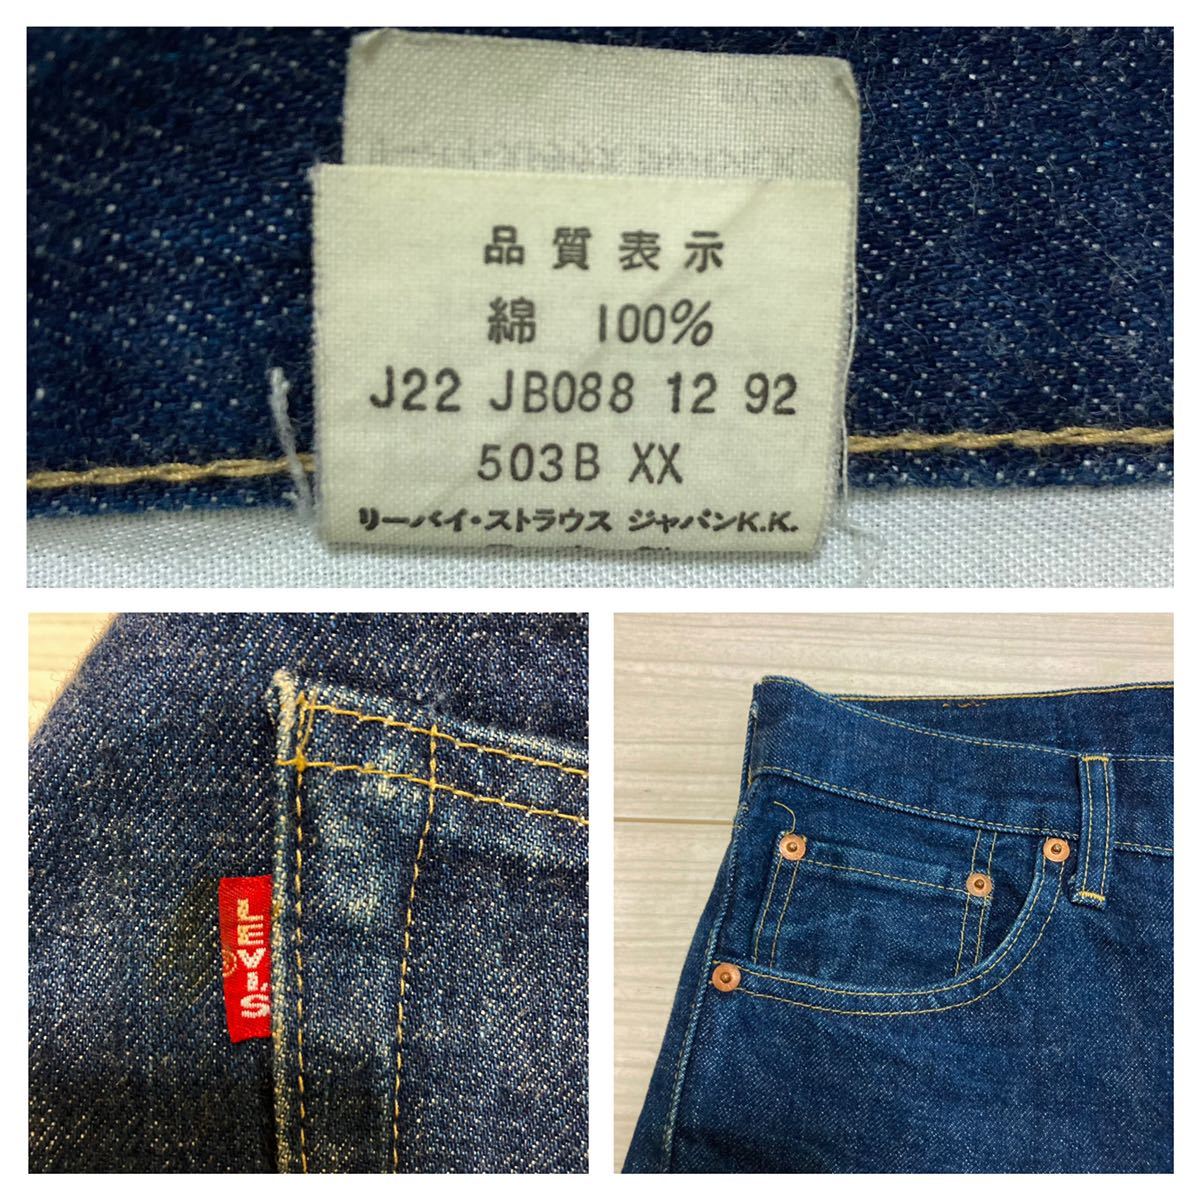 品質表示
綿 100%
J22 JB088 12 92
503B XX
リーバイ・ストラウス ジャパンK.K.
LEVI'S®